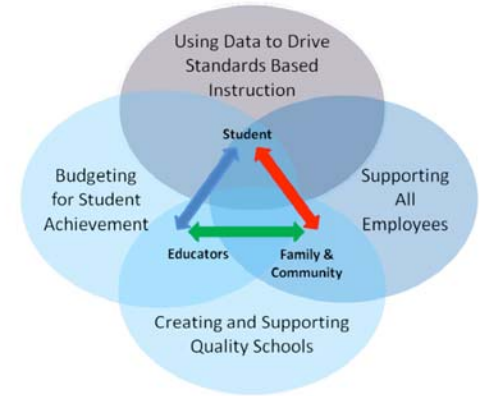 Using Data to Drive
Standards Based
Instruction
Student
Budgeting
for Student
Achievement
Supporting
All
Employees
Educators
Family &
Community
Creating and Supporting
Quality Schools